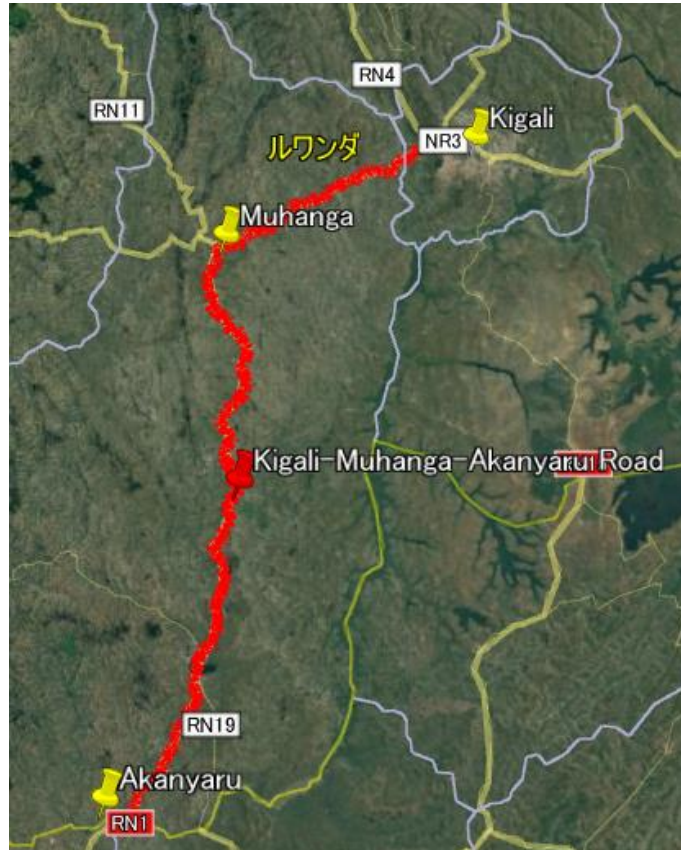 RN4
RN11
Kigali
NR3
ルワンダ
Muhanga
Kigali-Muhanga-Akanyaru Road
RN19
Akanyaru
RN1